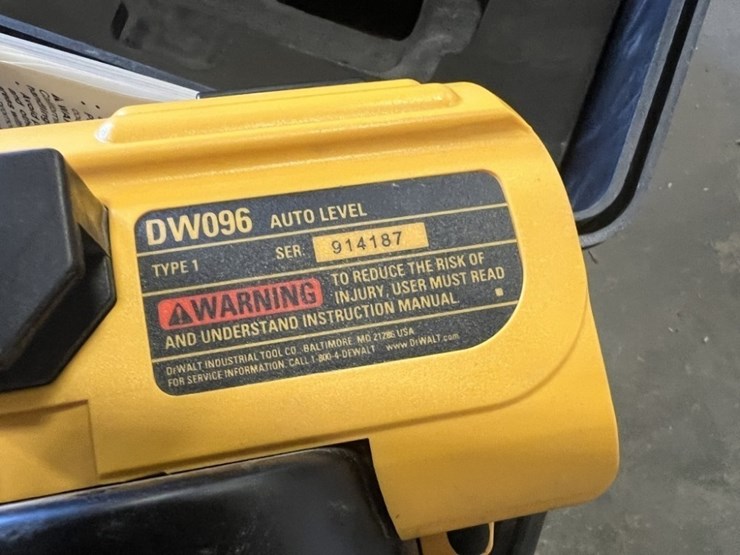 DW096 AUTO LEVEL
TYPE 1 SER. 914187
WARNING TO REDUCE THE RISK OF
INJURY, USER MUST READ
AND UNDERSTAND INSTRUCTION MANUAL
DEWALT INDUSTRIAL TOOL CO., BALTIMORE, MD 21286 USA
FOR SERVICE INFORMATION, CALL 1-800-4-DEWALT www.DEWALT.com